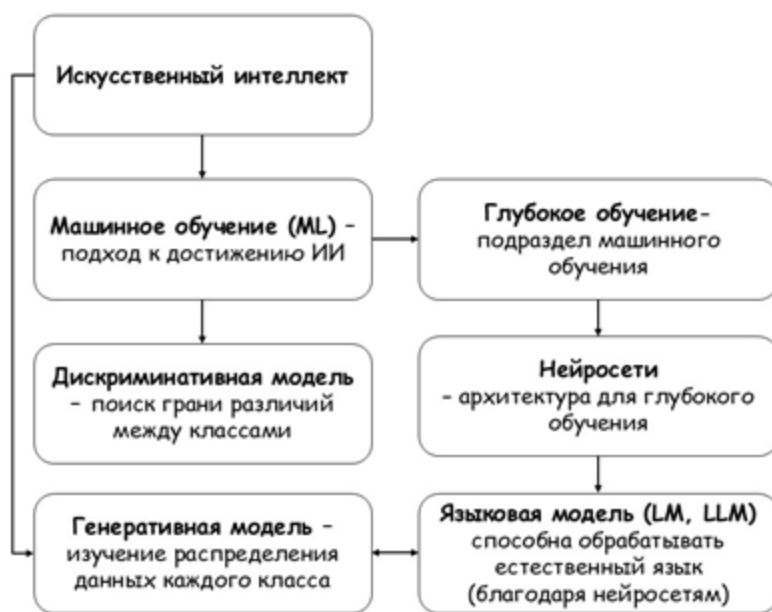 Искусственный интеллект
Машинное обучение (ML) –
подход к достижению ИИ
Глубокое обучение–
подраздел машинного
обучения
Дискриминативная модель
– поиск грани различий
между классами
Нейросети
– архитектура для глубокого
обучения
Генеративная модель –
изучение распределения
данных каждого класса
Языковая модель (LM, LLM)
способна обрабатывать
естественный язык
(благодаря нейросетям)